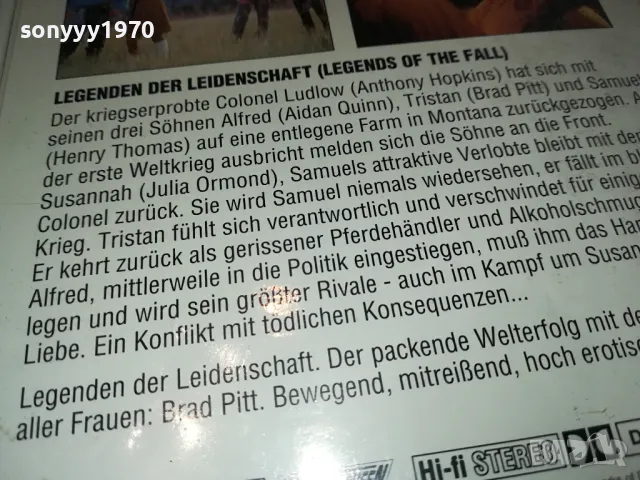 sonyyy1970
LEGENDEN DER LEIDENSCHAFT (LEGENDS OF THE FALL)
Der kriegserprobte Colonel Ludlow (Anthony Hopkins) hat sich mit
seinen drei Söhnen Alfred (Aidan Quinn), Tristan (Brad Pitt) und Samuel
(Henry Thomas) auf eine entlegene Farm in Montana zurückgezogen. A
der erste Weltkrieg ausbricht melden sich die Söhne an die Front.
Susannah (Julia Ormond), Samuels attraktive Verlobte bleibt mit de
Colonel zurück. Sie wird Samuel niemals wiedersehen, er fällt im bl
Krieg. Tristan fühlt sich verantwortlich und verschwindet für einig
Er kehrt zurück als gerissener Pferdehändler und Alkoholschmug
Alfred, mittlerweile in die Politik eingestiegen, muß ihm das Han
legen und wird sein größter Rivale - auch im Kampf um Susan
Liebe. Ein Konflikt mit tödlichen Konsequenzen...
Legenden der Leidenschaft. Der packende Welterfolg mit de
aller Frauen: Brad Pitt. Bewegend, mitreißend, hoch erotis
Hi-fi STEREO D